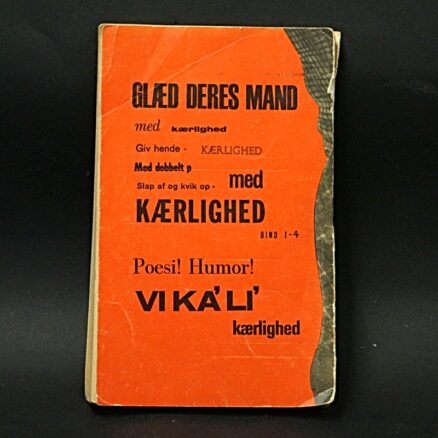 GLÆD DERES MAND
med kærlighed
Giv hende - KÆRLIGHED
Med dobbelt p
Slap af og kvik op - med
KÆRLIGHED
BIND 1-4
Poesi! Humor!
VI KA' LI'
kærlighed